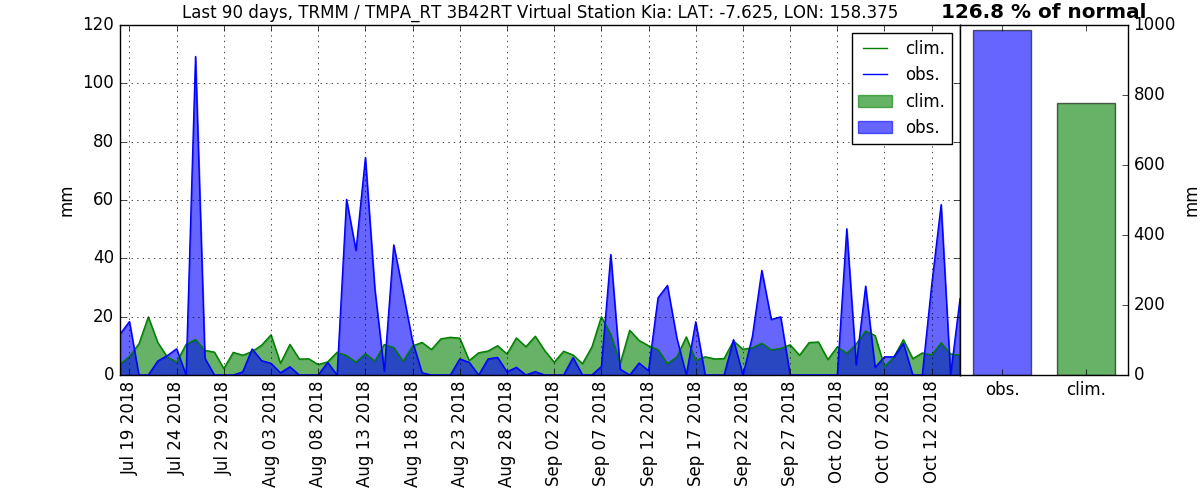 Last 90 days, TRMM / TMPA_RT 3B42RT Virtual Station Kia: LAT: -7.625, LON: 158.375
126.8 % of normal
120
100
80
60
40
20
0
mm
clim.
obs.
clim.
obs.
1000
800
600
400
200
0
mm
Jul 19 2018
Jul 24 2018
Jul 29 2018
Aug 03 2018
Aug 08 2018
Aug 13 2018
Aug 18 2018
Aug 23 2018
Aug 28 2018
Sep 02 2018
Sep 07 2018
Sep 12 2018
Sep 17 2018
Sep 22 2018
Sep 27 2018
Oct 02 2018
Oct 07 2018
Oct 12 2018
obs.
clim.